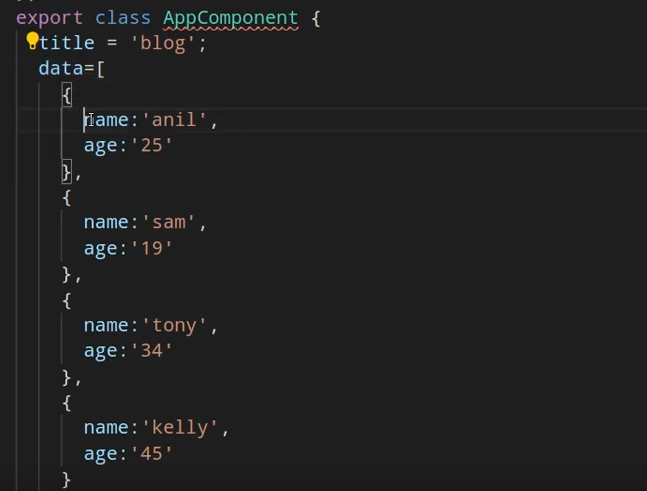 export class AppComponent {
title = 'blog';
data=[
{
name:'anil',
age:'25'
},
{
name:'sam',
age:'19'
},
{
name:'tony',
age:'34'
},
{
name:'kelly',
age:'45'
}